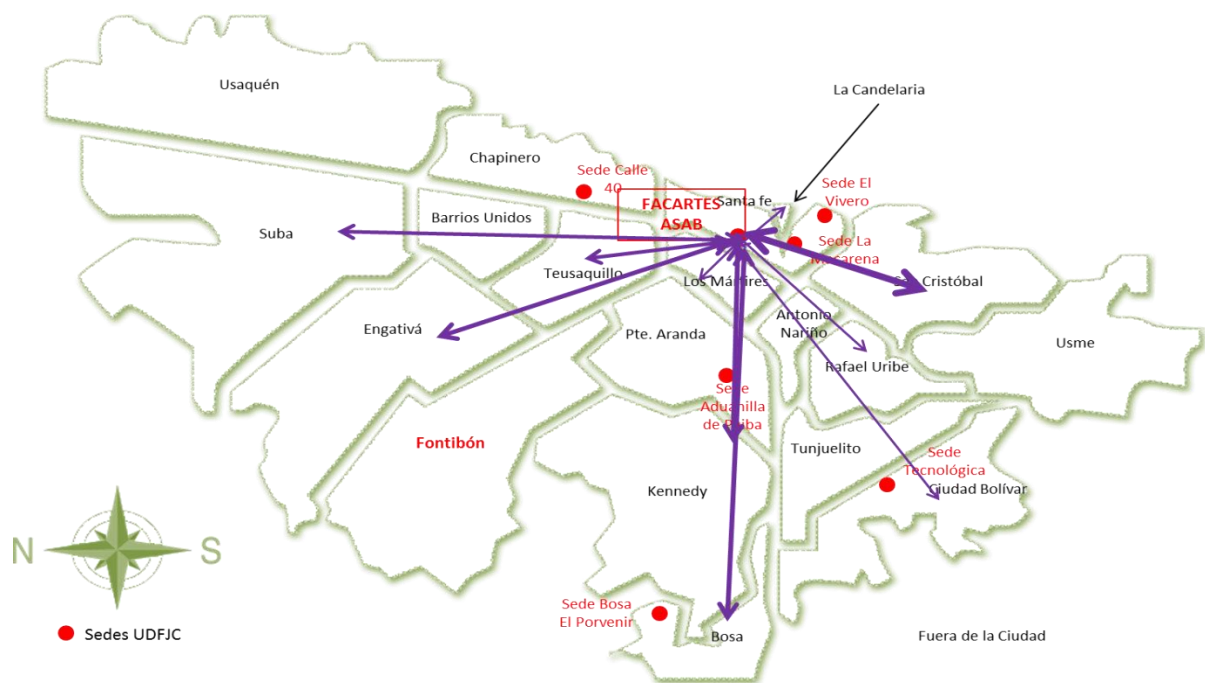 Usaquén
La Candelaria
Chapinero
Sede Calle
40
Sede El
Vivero
FACARTES
ASAB
Santa fe
Barrios Unidos
Suba
Sede La
Macarena
Teusaquillo
Los Mártires
San Cristóbal
Engativá
Pte. Aranda
Antonio
Nariño
Rafael Uribe
Usme
Sede
Aduanilla
de Paiba
Fontibón
Tunjuelito
Sede
Tecnológica
Ciudad Bolívar
Kennedy
N
S
Sede Bosa
El Porvenir
Bosa
Sedes UDFJC
Fuera de la Ciudad